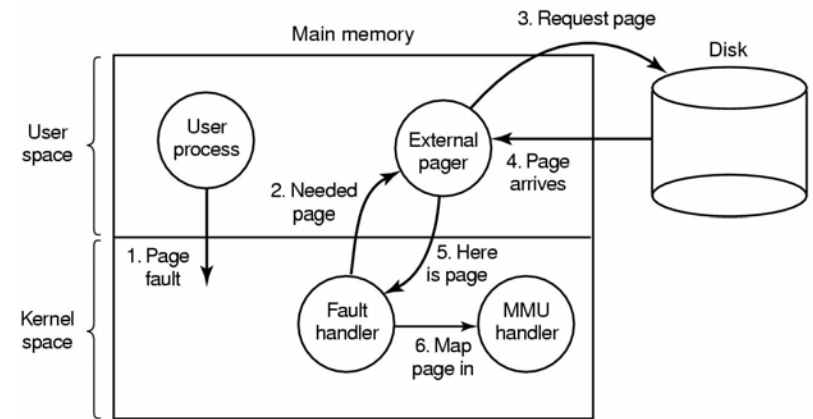 3. Request page
Main memory
Disk
User
space
User
process
External
pager
2. Needed
page
4. Page
arrives
1. Page
fault
5. Here
is page
Kernel
space
Fault
handler
MMU
handler
6. Map
page in